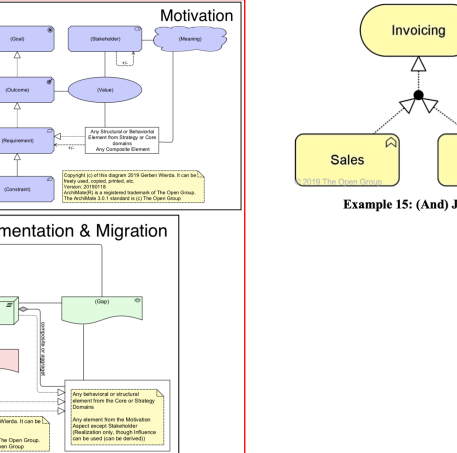 Motivation
(Goal)
(Stakeholder)
(Meaning)
+/-
(Outcome)
(Value)
(Requirement)
+/-
Any Structural or Behaviorial
Element from Strategy or Core
domains
Any Composite Element
(Constraint)
Copyright (c) of this diagram 2019 Gerben Wierda. It can be
freely used, copied, printed, etc.
Version: 20190118
ArchiMate(R) is a registered trademark of The Open Group.
The ArchiMate 3.0.1 standard is (c) The Open Group
mentation & Migration
(Gap)
composite or aggregate
Any behavioral or structural
element from the Core or Strategy
Domains
Any element from the Motivation
Aspect except Stakeholder
(Realization only, though Influence
can be used (can be derived))
Wierda. It can be
The Open Group.
pen Group
Invoicing
Sales
2019 The Open Group
Example 15: (And) J